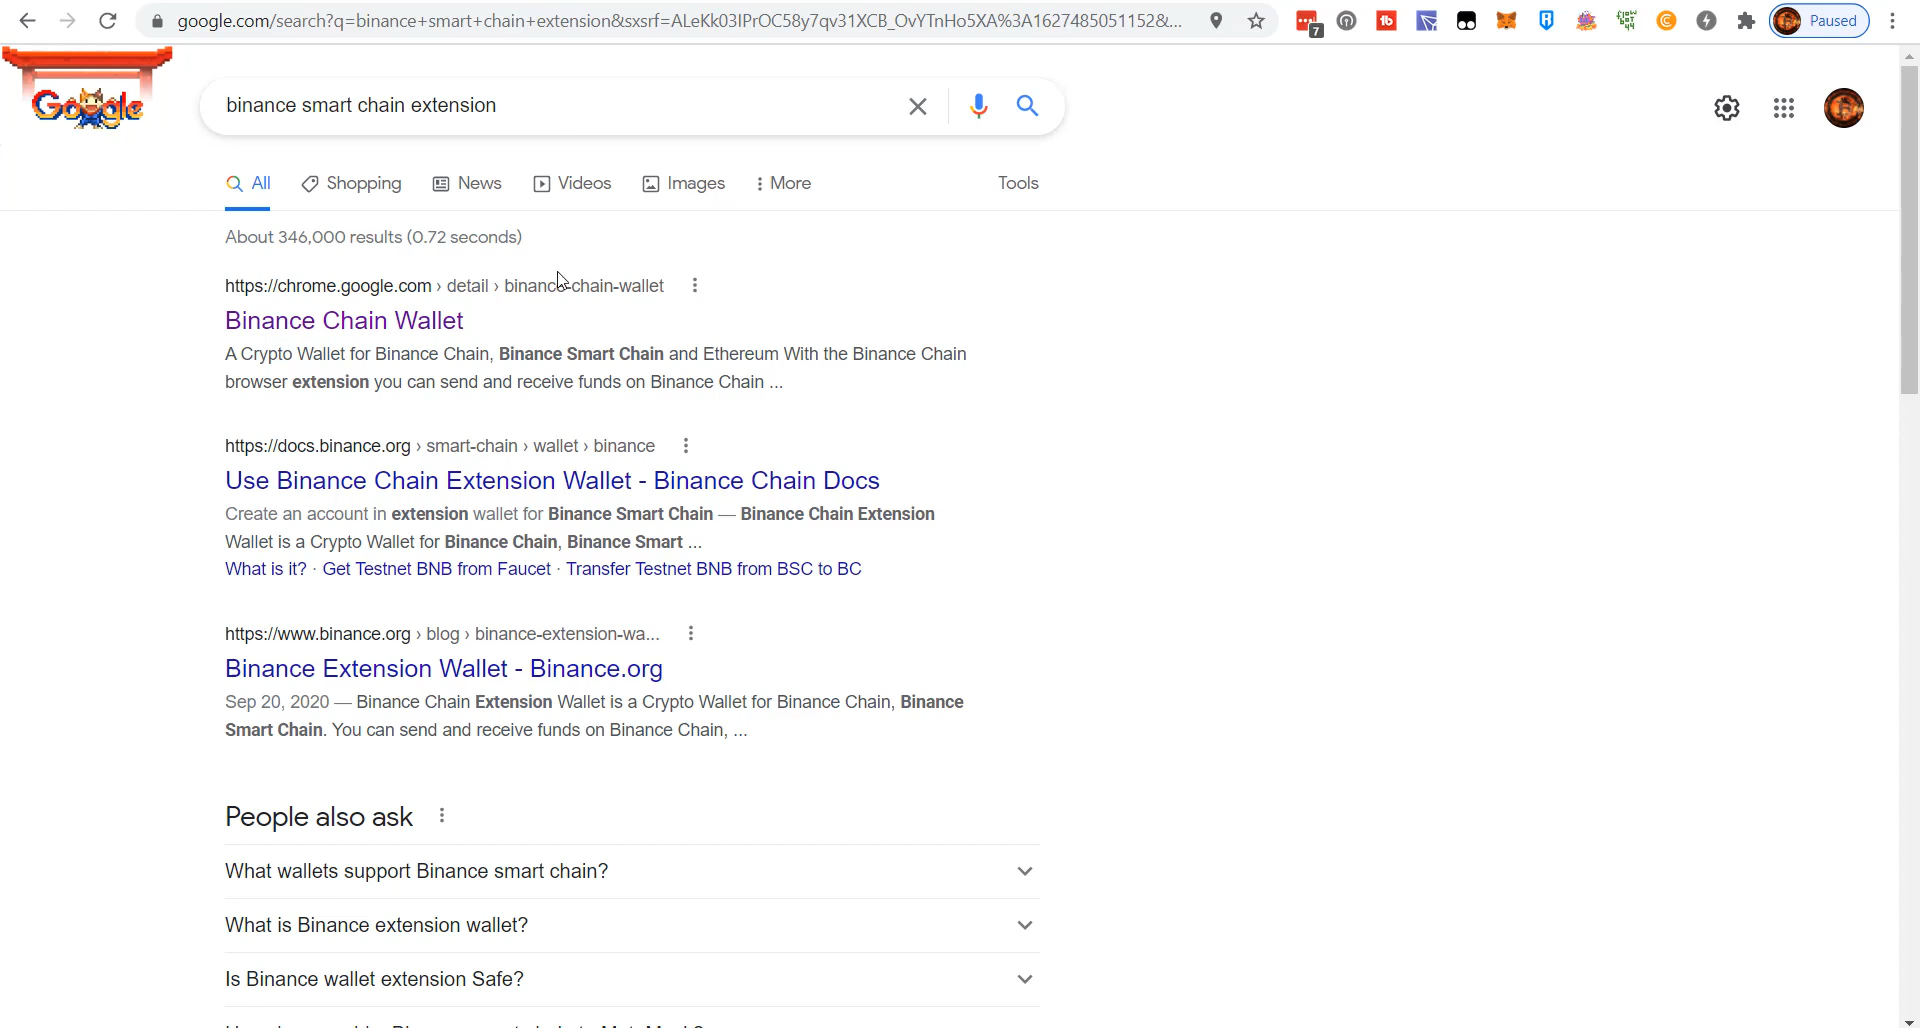 google.com/search?q=binance+smart+chain+extension&sxsrf=ALeKk03IPrOC58y7qv31XCB_OvYTnHo5XA%3A1627485051152&...
7
Paused
Google
binance smart chain extension
All
Shopping
News
Videos
Images
More
Tools
About 346,000 results (0.72 seconds)
https://chrome.google.com › detail › binance-chain-wallet
Binance Chain Wallet
A Crypto Wallet for Binance Chain, Binance Smart Chain and Ethereum With the Binance Chain
browser extension you can send and receive funds on Binance Chain ...
https://docs.binance.org › smart-chain › wallet › binance
Use Binance Chain Extension Wallet - Binance Chain Docs
Create an account in extension wallet for Binance Smart Chain — Binance Chain Extension
Wallet is a Crypto Wallet for Binance Chain, Binance Smart ...
What is it? · Get Testnet BNB from Faucet · Transfer Testnet BNB from BSC to BC
https://www.binance.org › blog › binance-extension-wa...
Binance Extension Wallet - Binance.org
Sep 20, 2020 — Binance Chain Extension Wallet is a Crypto Wallet for Binance Chain, Binance
Smart Chain. You can send and receive funds on Binance Chain, ...
People also ask
What wallets support Binance smart chain?
What is Binance extension wallet?
Is Binance wallet extension Safe?